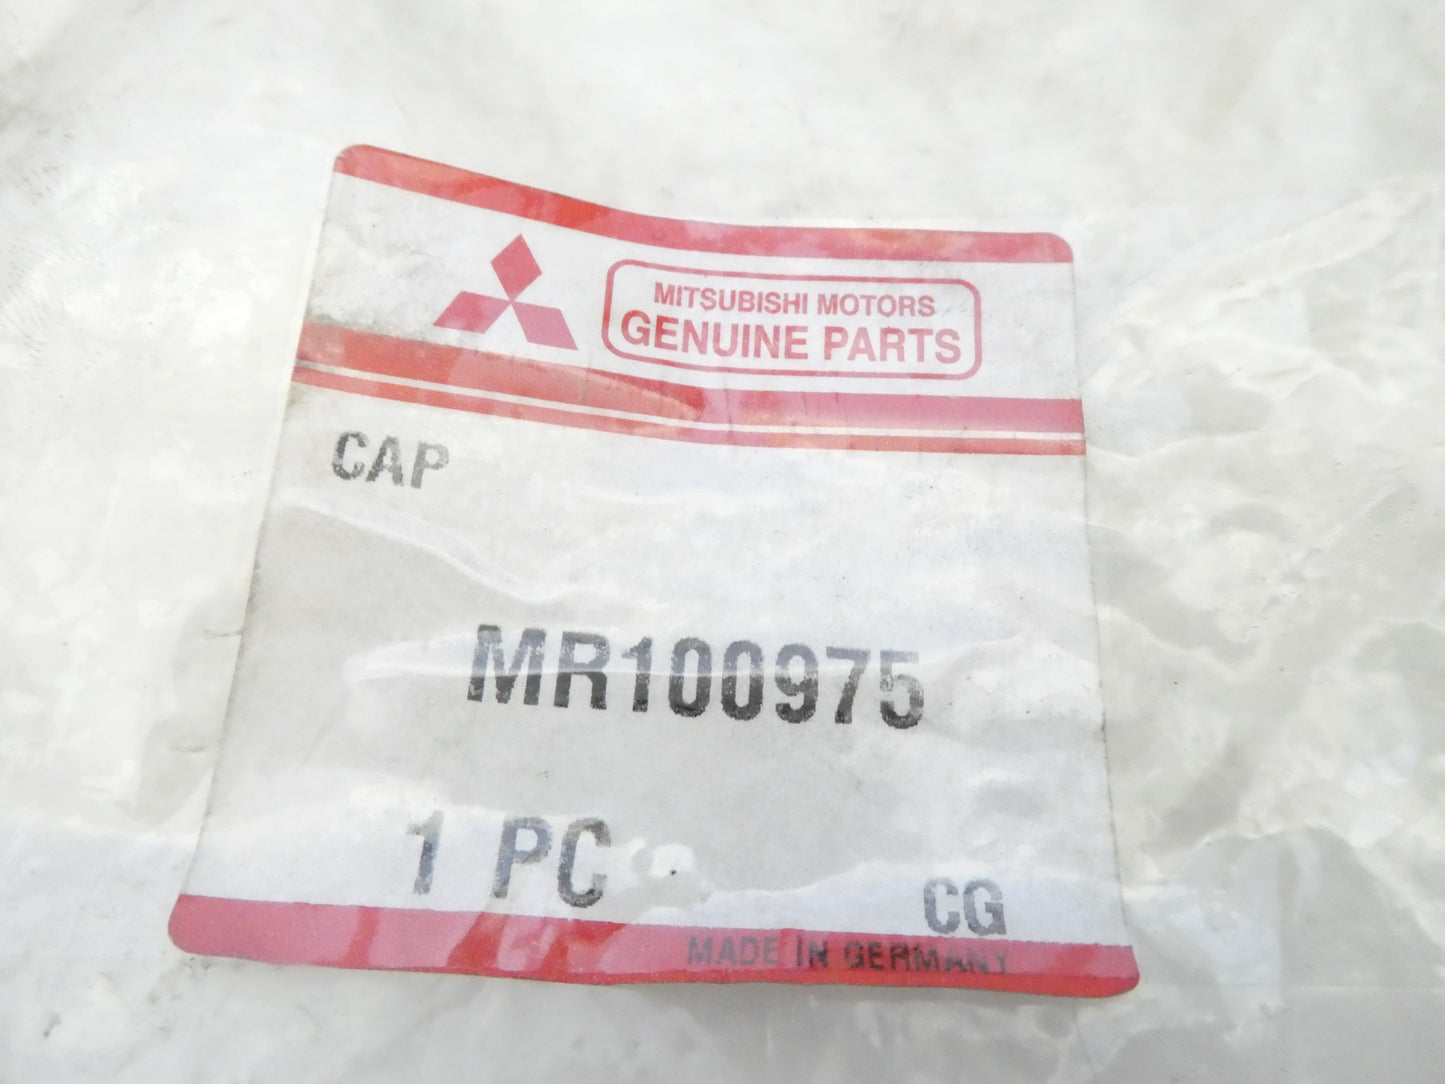 MITSUBISHI MOTORS
GENUINE PARTS
CAP
MR100975
1 PC
CG
MADE IN GERMANY